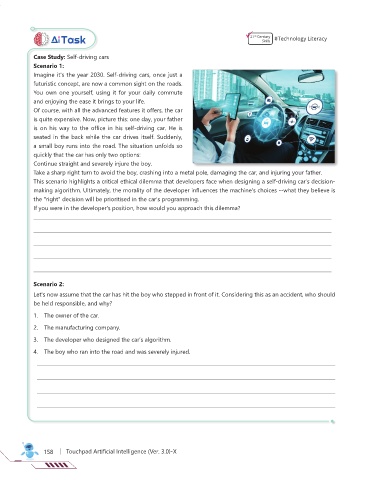 AI Task
21st Century Skills #Technology Literacy
Case Study: Self-driving cars
Scenario 1:
Imagine it's the year 2030. Self-driving cars, once just a
futuristic concept, are now a common sight on the roads.
You own one yourself, using it for your daily commute
and enjoying the ease it brings to your life.
Of course, with all the advanced features it offers, the car
is quite expensive. Now, picture this: one day, your father
is on his way to the office in his self-driving car. He is
seated in the back while the car drives itself. Suddenly,
a small boy runs into the road. The situation unfolds so
quickly that the car has only two options:
Continue straight and severely injure the boy.
Take a sharp right turn to avoid the boy, crashing into a metal pole, damaging the car, and injuring your father.
This scenario highlights a critical ethical dilemma that developers face when designing a self-driving car's decision-
making algorithm. Ultimately, the morality of the developer influences the machine's choices —what they believe is
the "right" decision will be prioritised in the car's programming.
If you were in the developer's position, how would you approach this dilemma?
Scenario 2:
Let's now assume that the car has hit the boy who stepped in front of it. Considering this as an accident, who should
be held responsible, and why?
1. The owner of the car.
2. The manufacturing company.
3. The developer who designed the car's algorithm.
4. The boy who ran into the road and was severely injured.
158 | Touchpad Artificial Intelligence (Ver. 3.0)-X